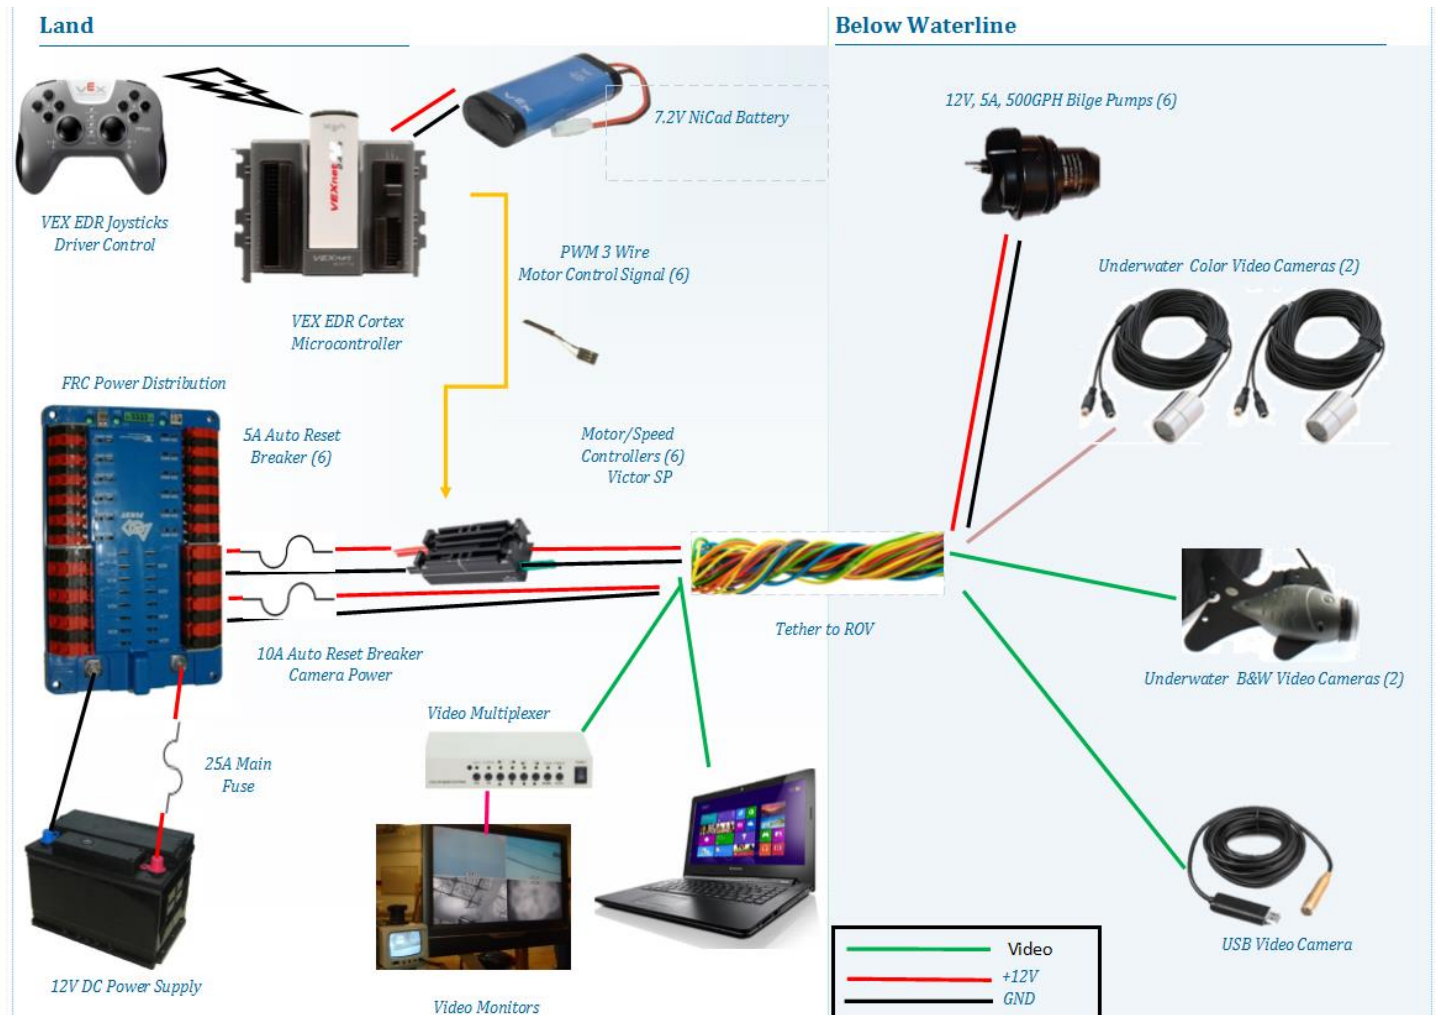 Land
Below Waterline
12V, 5A, 500GPH Bilge Pumps (6)
7.2V NiCad Battery
VEX EDR Joysticks
Driver Control
PWM 3 Wire
Motor Control Signal (6)
Underwater Color Video Cameras (2)
VEX EDR Cortex
Microcontroller
FRC Power Distribution
5A Auto Reset
Breaker (6)
Motor/Speed
Controllers (6)
Victor SP
Tether to ROV
10A Auto Reset Breaker
Camera Power
Underwater B&W Video Cameras (2)
Video Multiplexer
25A Main
Fuse
USB Video Camera
Video
+12V
GND
12V DC Power Supply
Video Monitors
VEX
VEXnet
VEXnet
vex